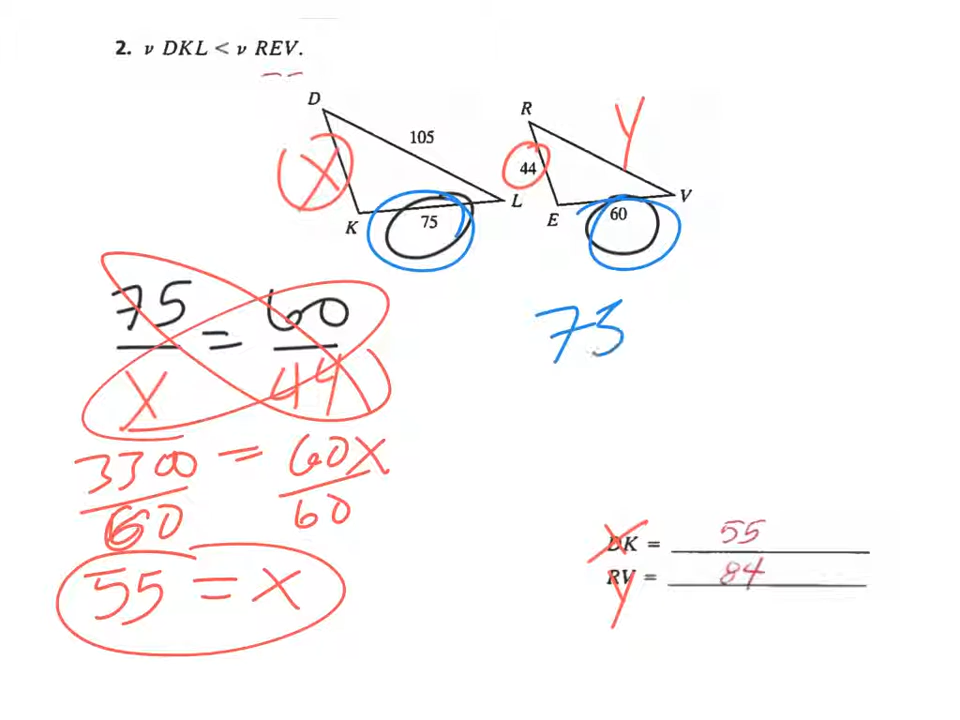 2. ν DKL < ν REV.
D
105
X
K
75
L
R
y
44
E
60
V
75 = 60
X 44
3300 = 60X
60 60
55 = X
75
X DK = 55
RV = 84
y